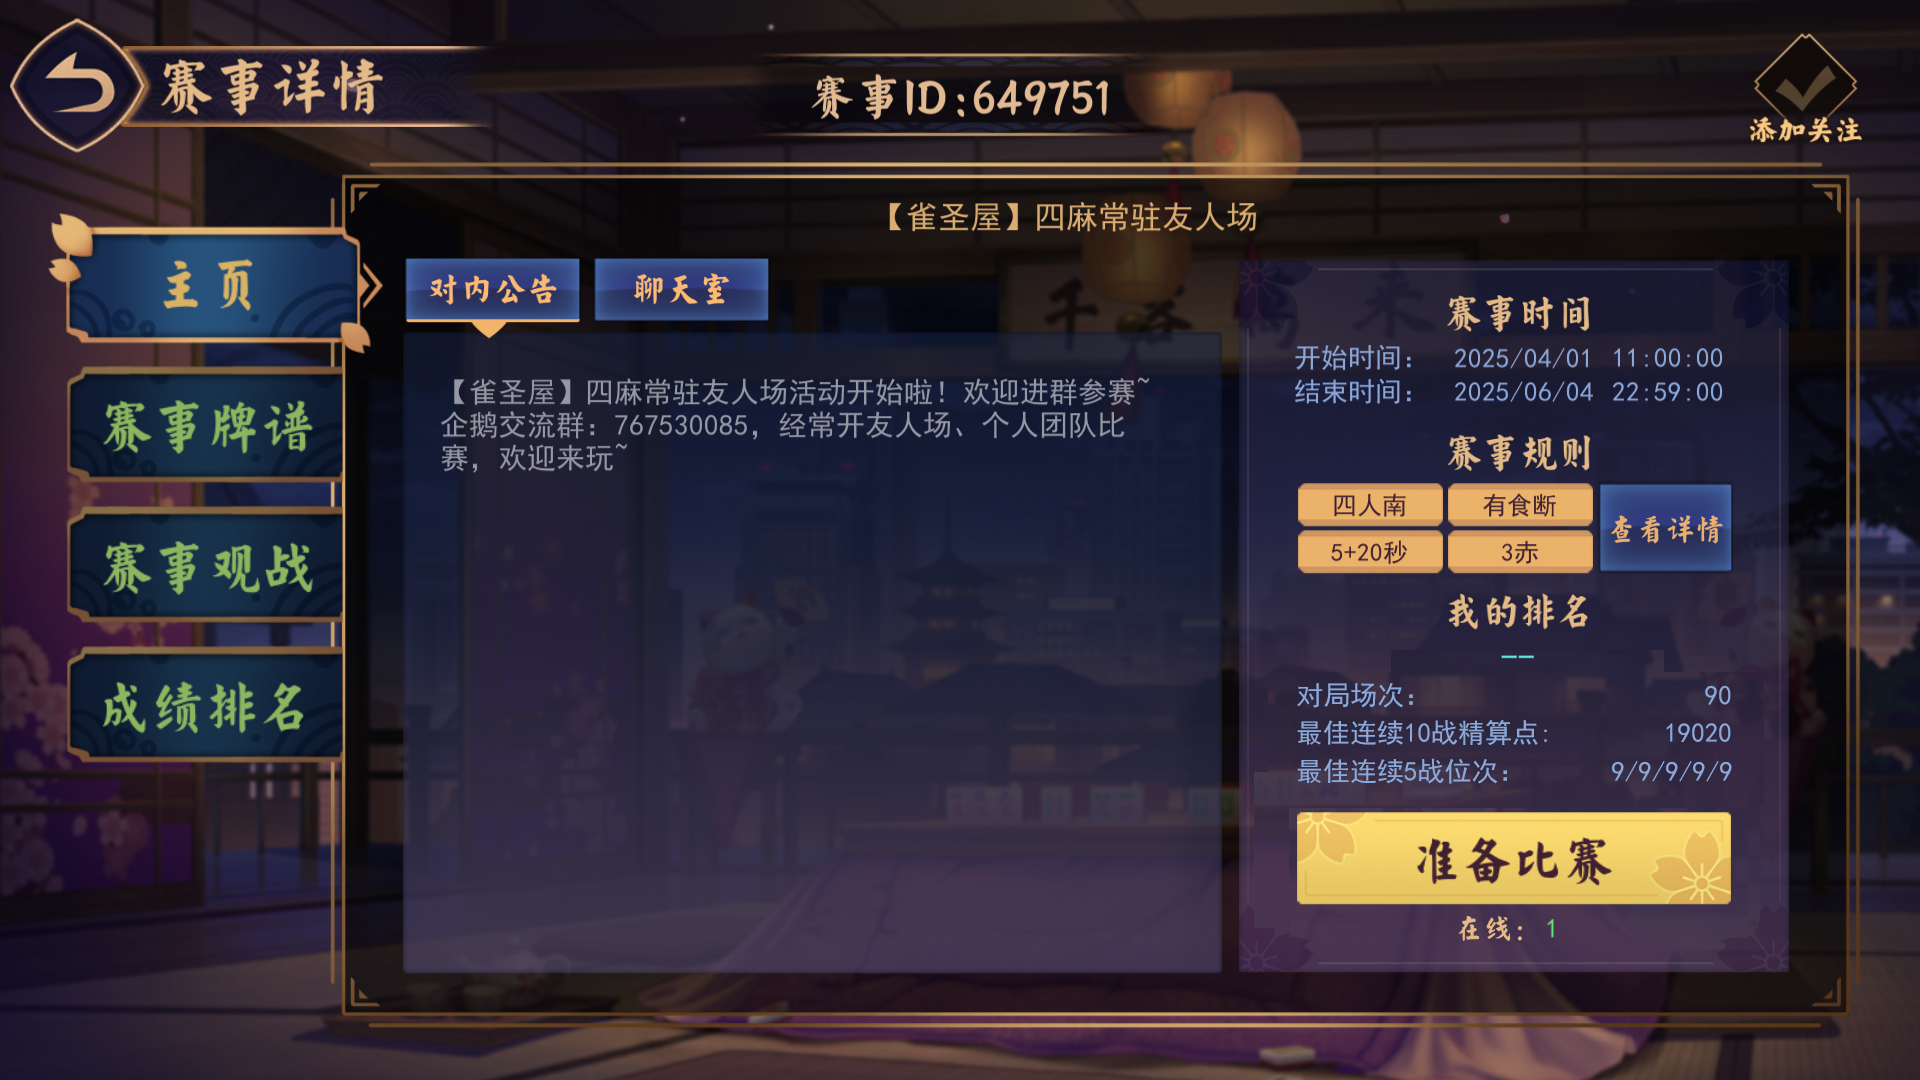 赛事详情
赛事ID:649751
添加关注
【雀圣屋】四麻常驻友人场
主页
赛事牌谱
赛事观战
成绩排名
对内公告
聊天室
【雀圣屋】四麻常驻友人场活动开始啦！欢迎进群参赛~
企鹅交流群：767530085，经常开友人场、个人团队比
赛，欢迎来玩~
赛事时间
开始时间： 2025/04/01 11:00:00
结束时间： 2025/06/04 22:59:00
赛事规则
四人南
有食断
5+20秒
3赤
查看详情
我的排名
--
对局场次： 90
最佳连续10战精算点： 19020
最佳连续5战位次： 9/9/9/9/9
准备比赛
在线： 1